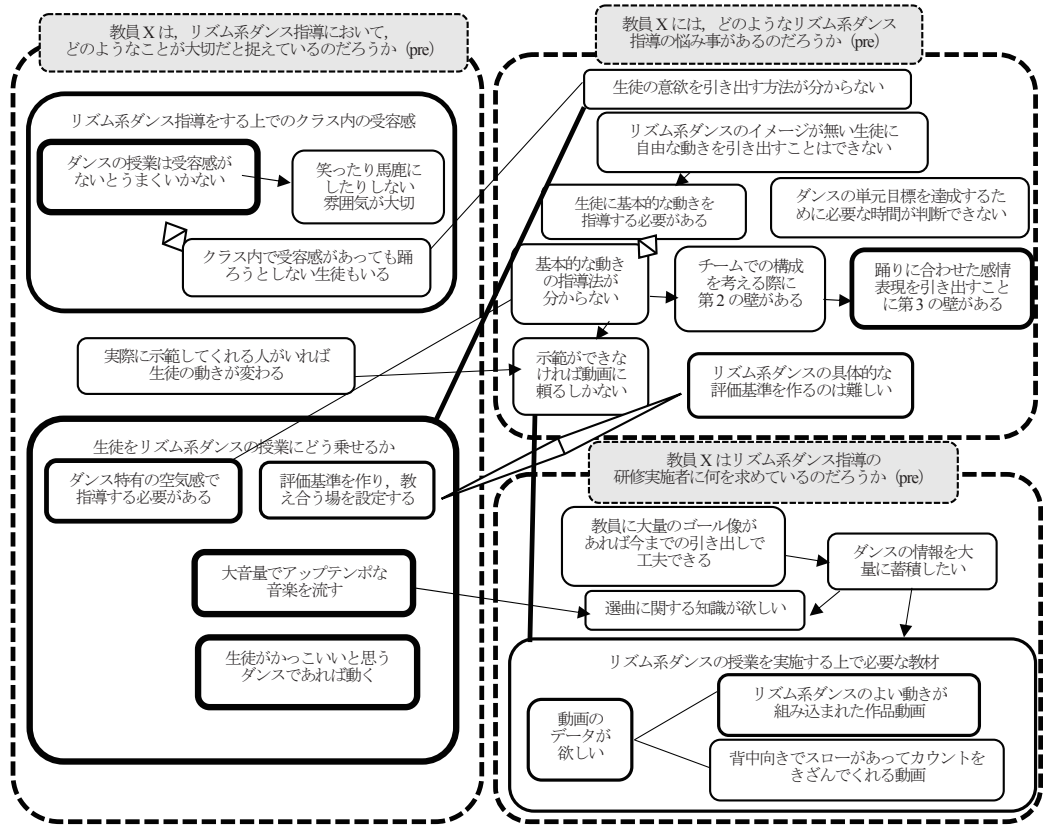 教員 X は，リズム系ダンス指導において，
どのようなことが大切だと捉えているのだろうか (pre)
リズム系ダンス指導をする上でのクラス内の受容感
ダンスの授業は受容感が
ないとうまくいかない
笑ったり馬鹿に
したりしない
雰囲気が大切
クラス内で受容感があっても踊
ろうとしない生徒もいる
実際に示範してくれる人がいれば
生徒の動きが変わる
生徒をリズム系ダンスの授業にどう乗せるか
ダンス特有の空気感で
指導する必要がある
評価基準を作り，教
え合う場を設定する
大音量でアップテンポな
音楽を流す
生徒がかっこいいと思う
ダンスであれば動く
教員 X には，どのようなリズム系ダンス
指導の悩み事があるのだろうか (pre)
生徒の意欲を引き出す方法が分からない
リズム系ダンスのイメージが無い生徒に
自由な動きを引き出すことはできない
生徒に基本的な動きを
指導する必要がある
ダンスの単元目標を達成するた
めに必要な時間が判断できない
基本的な動き
の指導法が
分からない
チームでの構成
を考える際に
第 2 の壁がある
踊りに合わせた感情
表現を引き出すこと
に第 3 の壁がある
示範ができな
ければ動画に
頼るしかない
リズム系ダンスの具体的な
評価基準を作るのは難しい
教員 X はリズム系ダンス指導の
研修実施者に何を求めているのだろうか (pre)
教員に大量のゴール像が
あれば今までの引き出しで
工夫できる
ダンスの情報を大
量に蓄積したい
選曲に関する知識が欲しい
リズム系ダンスの授業を実施する上で必要な教材
動画の
データが
欲しい
リズム系ダンスのよい動きが
組み込まれた作品動画
背中向きでスローがあってカウントを
きざんでくれる動画